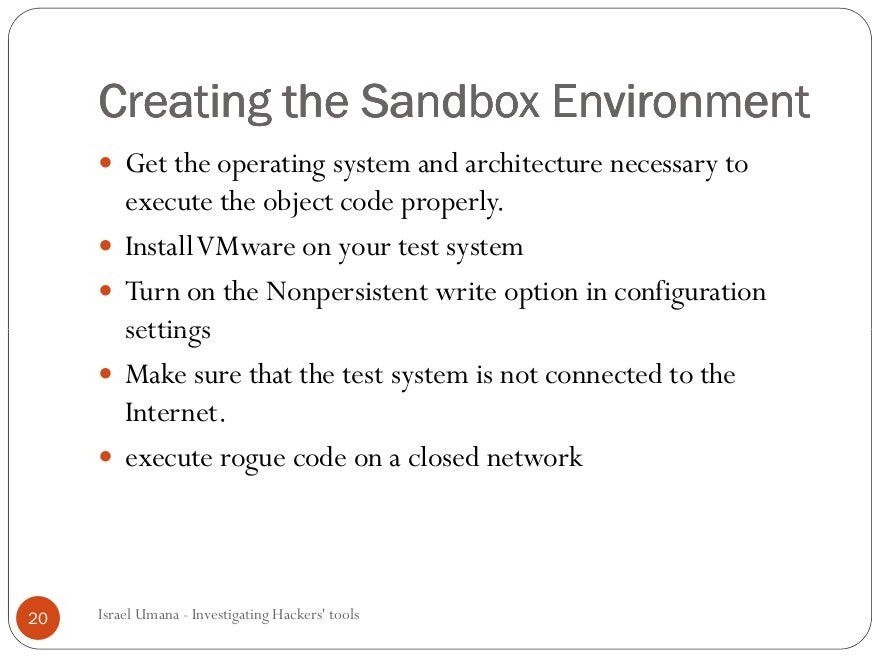 Creating the Sandbox Environment
• Get the operating system and architecture necessary to
execute the object code properly.
• Install VMware on your test system
• Turn on the Nonpersistent write option in configuration
settings
• Make sure that the test system is not connected to the
Internet.
• execute rogue code on a closed network
20
Israel Umana - Investigating Hackers' tools